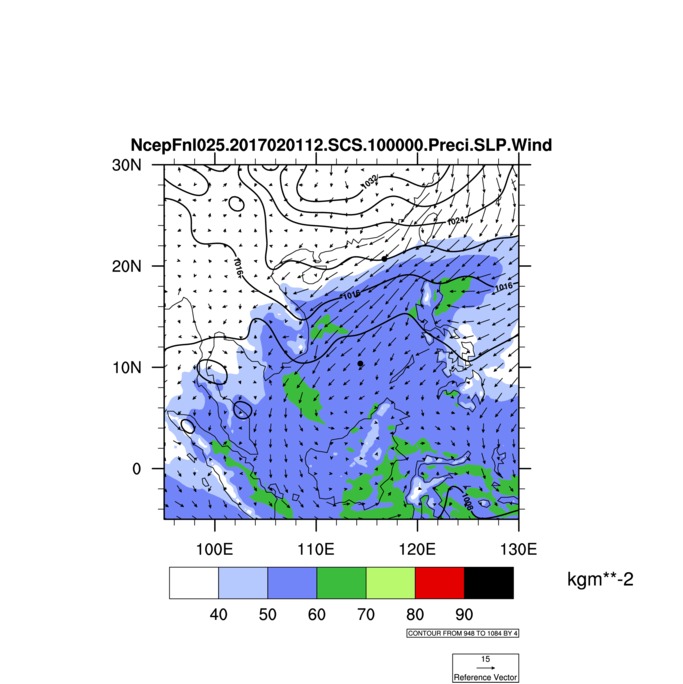 NcepFnl025.2017020112.SCS.100000.Preci.SLP.Wind
30N
1032
1024
20N
1016
1016
1016
10N
0
1008
100E 110E 120E 130E
kgm**-2
40 50 60 70 80 90
CONTOUR FROM 948 TO 1084 BY 4
15
Reference Vector